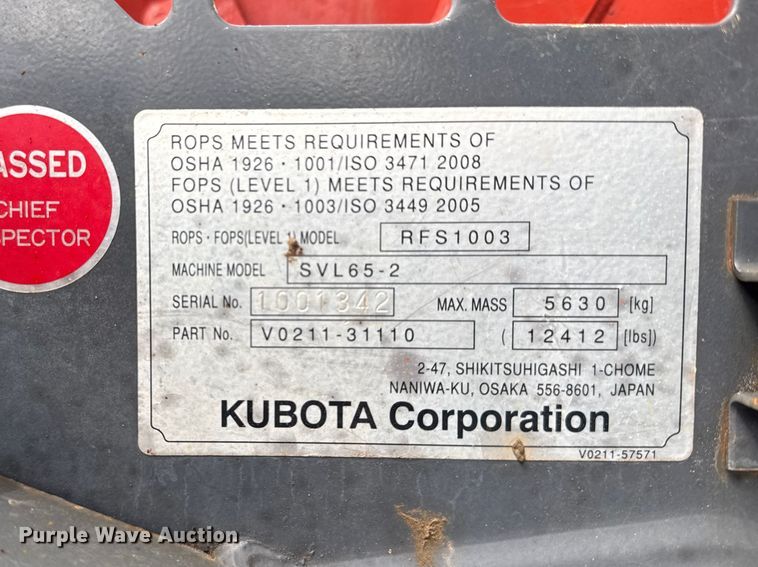 ASSED
CHIEF
SPECTOR
ROPS MEETS REQUIREMENTS OF
OSHA 1926・1001/ISO 3471 2008
FOPS (LEVEL 1) MEETS REQUIREMENTS OF
OSHA 1926・1003/ISO 3449 2005
ROPS・FOPS(LEVEL 1) MODEL RFS1003
MACHINE MODEL SVL65-2
SERIAL No. 1001342 MAX. MASS 5630 [kg]
PART No. V0211-31110 ( 12412 [lbs])
2-47, SHIKITSUHIGASHI 1-CHOME
NANIWA-KU, OSAKA 556-8601, JAPAN
KUBOTA Corporation
V0211-57571
Purple Wave Auction